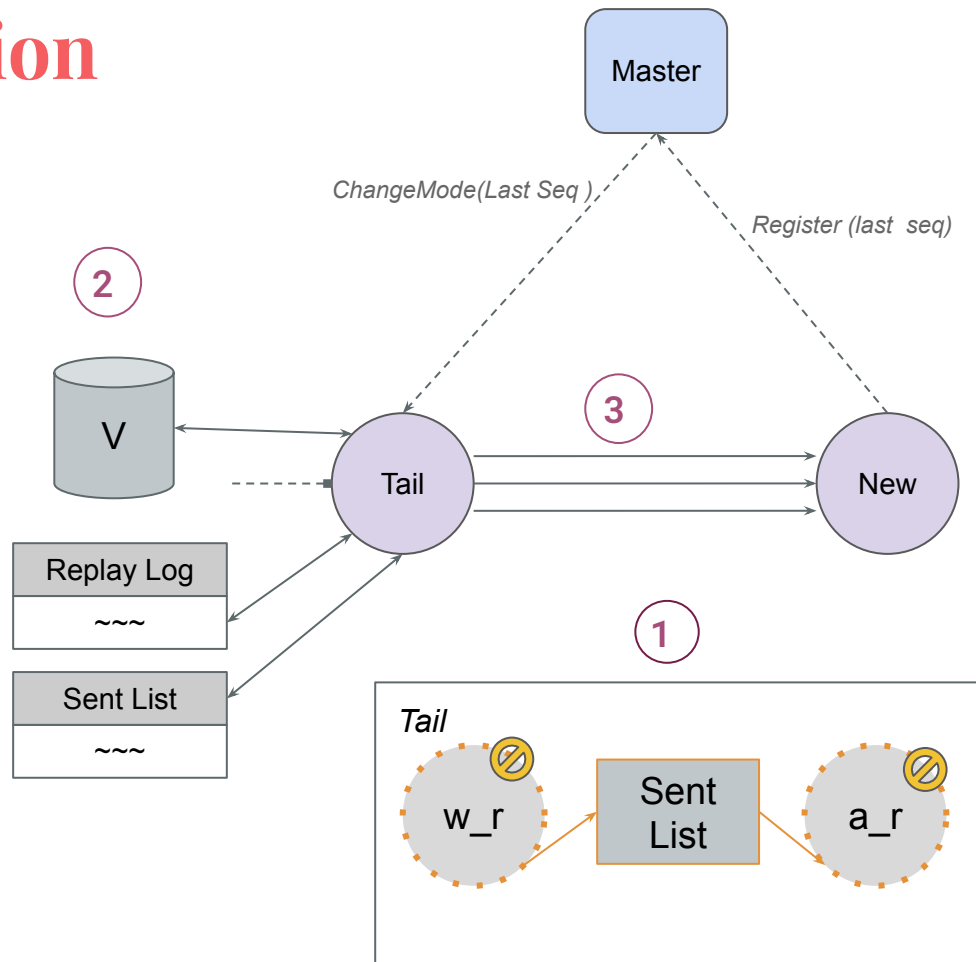 ion
Master
ChangeMode(Last Seq )
Register (last  seq)
2
3
V
Tail
New
Replay Log
~~~
1
Sent List
~~~
Tail
w_r
Sent
List
a_r